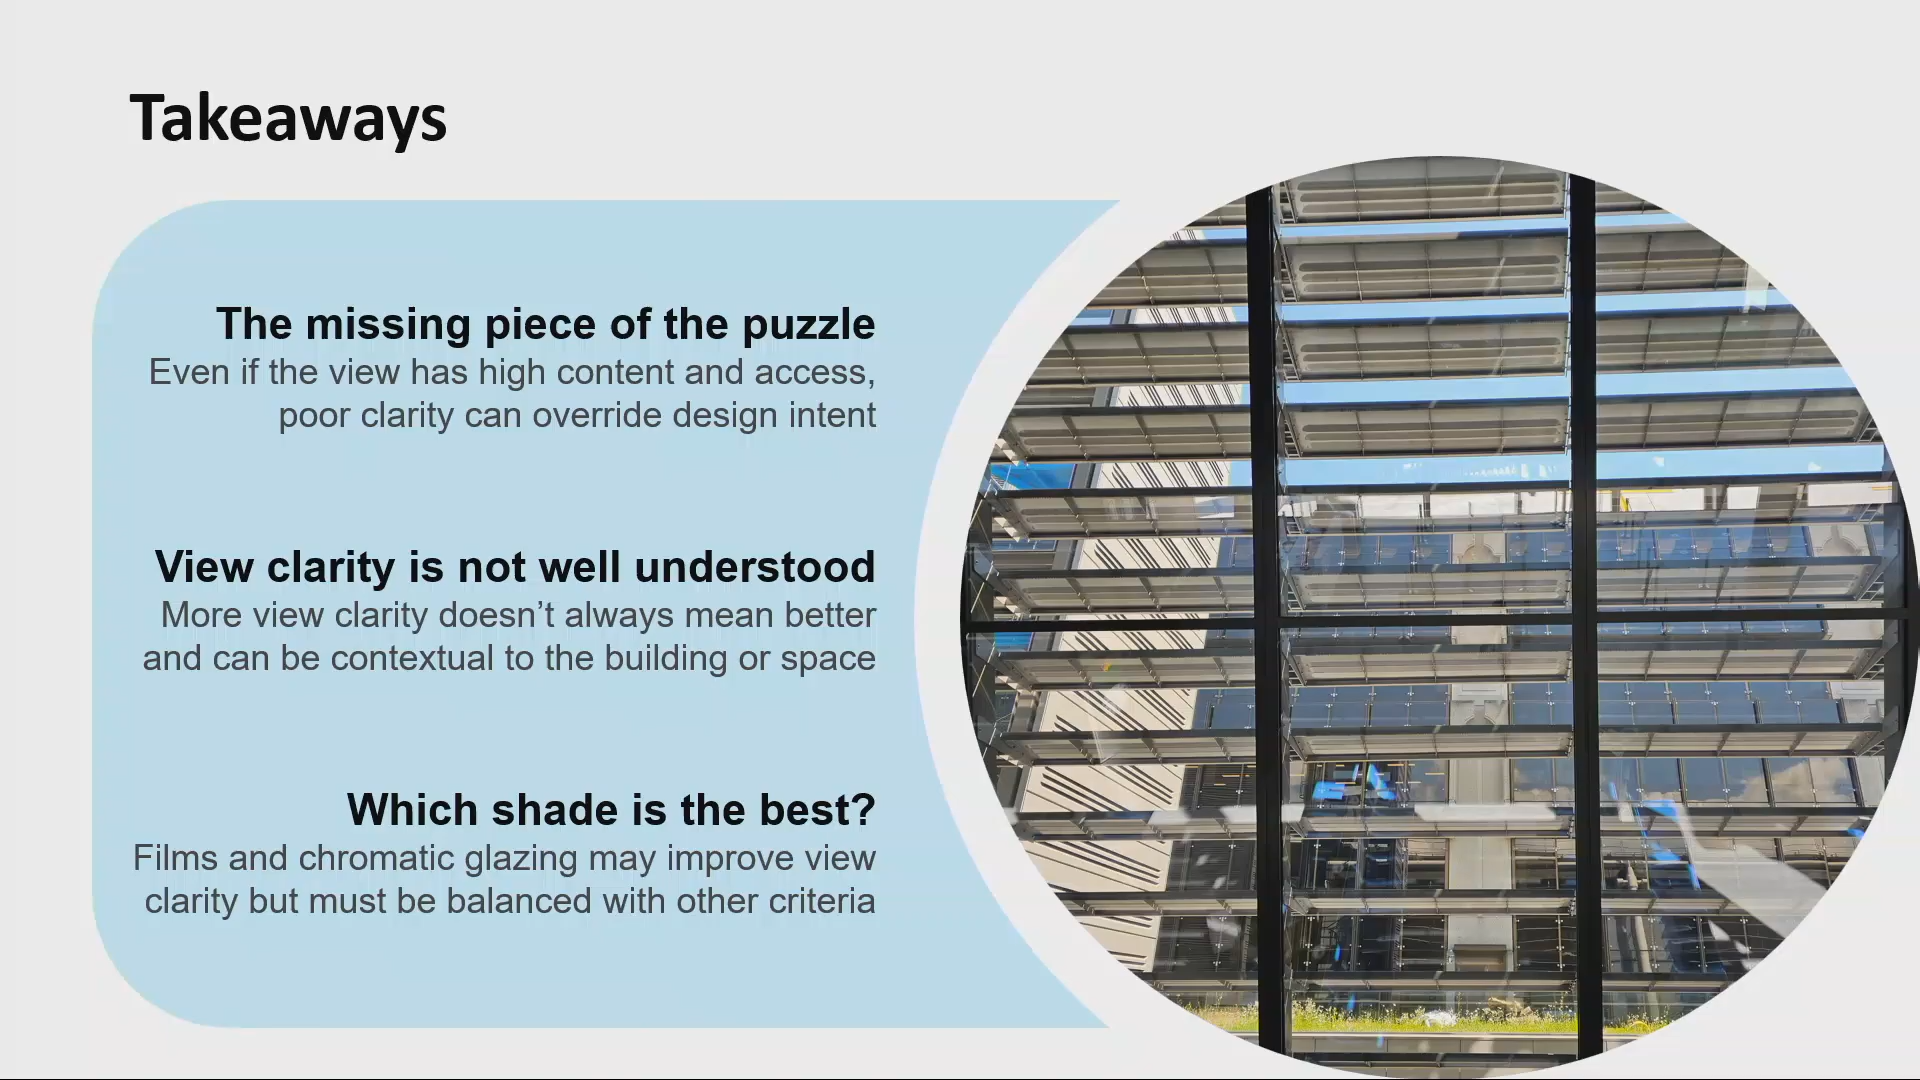 Takeaways
The missing piece of the puzzle
Even if the view has high content and access,
poor clarity can override design intent
View clarity is not well understood
More view clarity doesn’t always mean better
and can be contextual to the building or space
Which shade is the best?
Films and chromatic glazing may improve view
clarity but must be balanced with other criteria